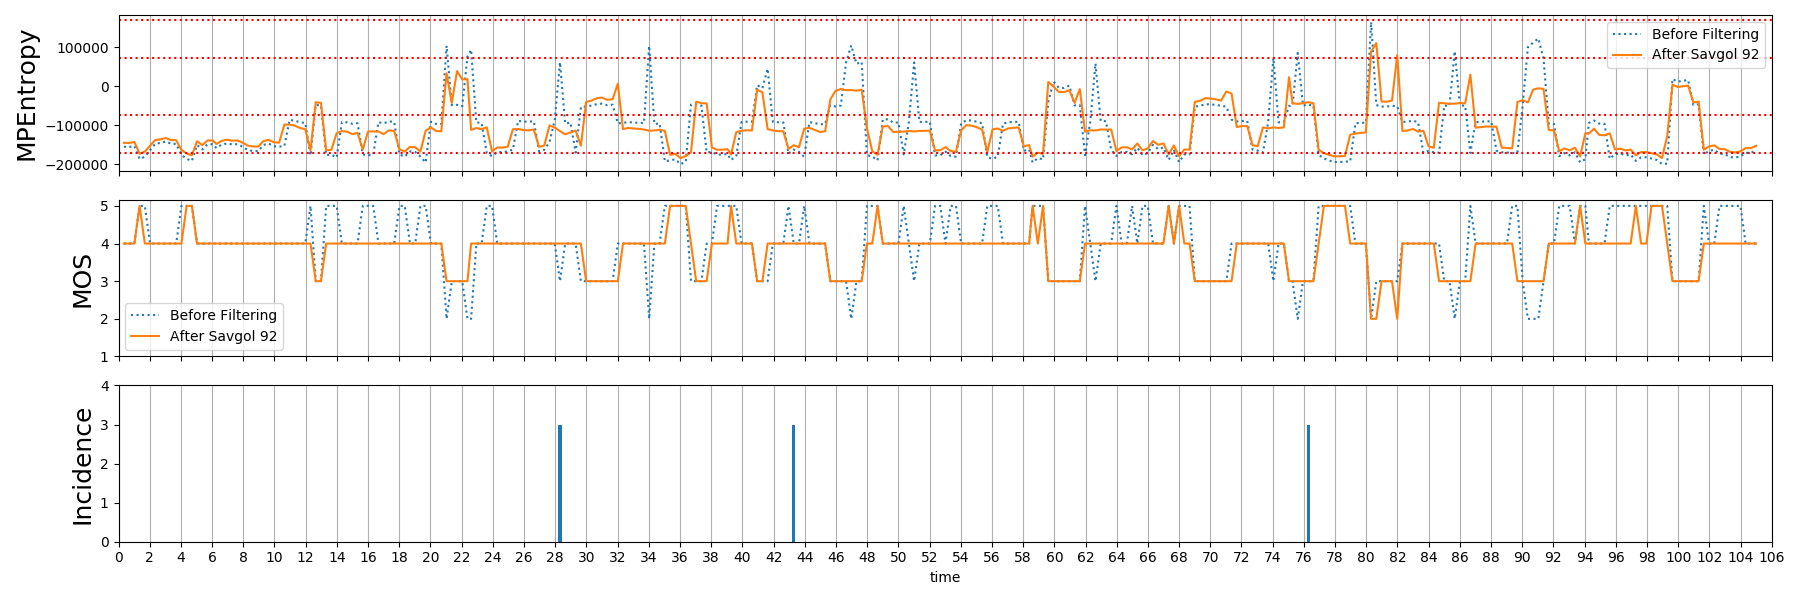 MPEntropy
100000
0
−100000
−200000
Before Filtering
After Savgol 92
MOS
5
4
3
2
1
Before Filtering
After Savgol 92
Incidence
4
3
2
1
0
0 2 4 6 8 10 12 14 16 18 20 22 24 26 28 30 32 34 36 38 40 42 44 46 48 50 52 54 56 58 60 62 64 66 68 70 72 74 76 78 80 82 84 86 88 90 92 94 96 98 100 102 104 106
time